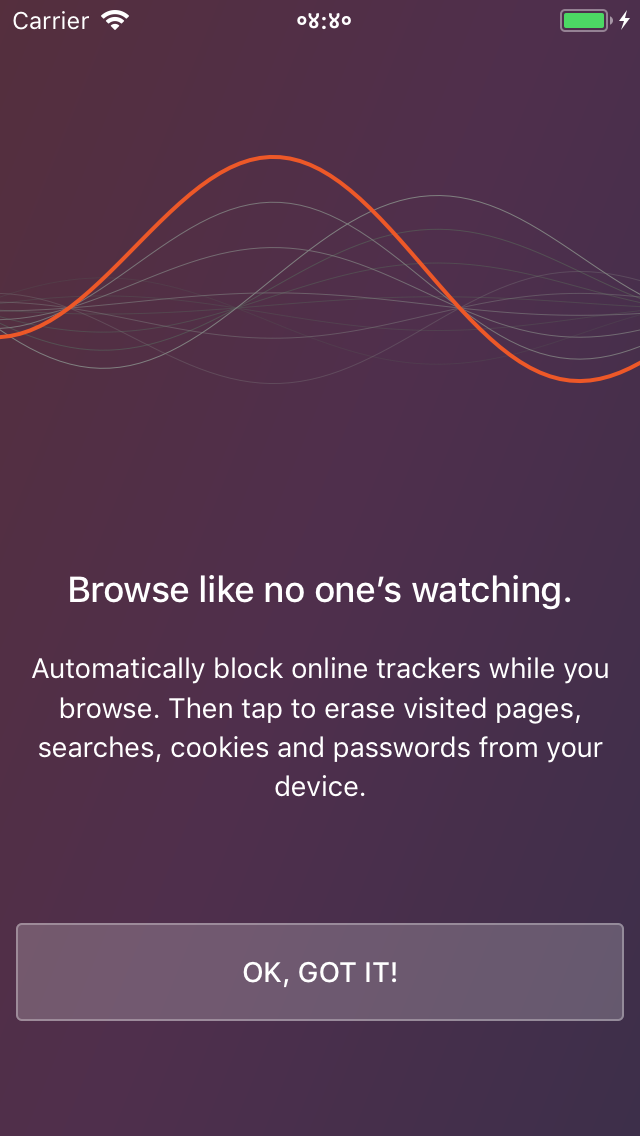 Carrier ०४:४०
Browse like no one’s watching.
Automatically block online trackers while you
browse. Then tap to erase visited pages,
searches, cookies and passwords from your
device.
OK, GOT IT!